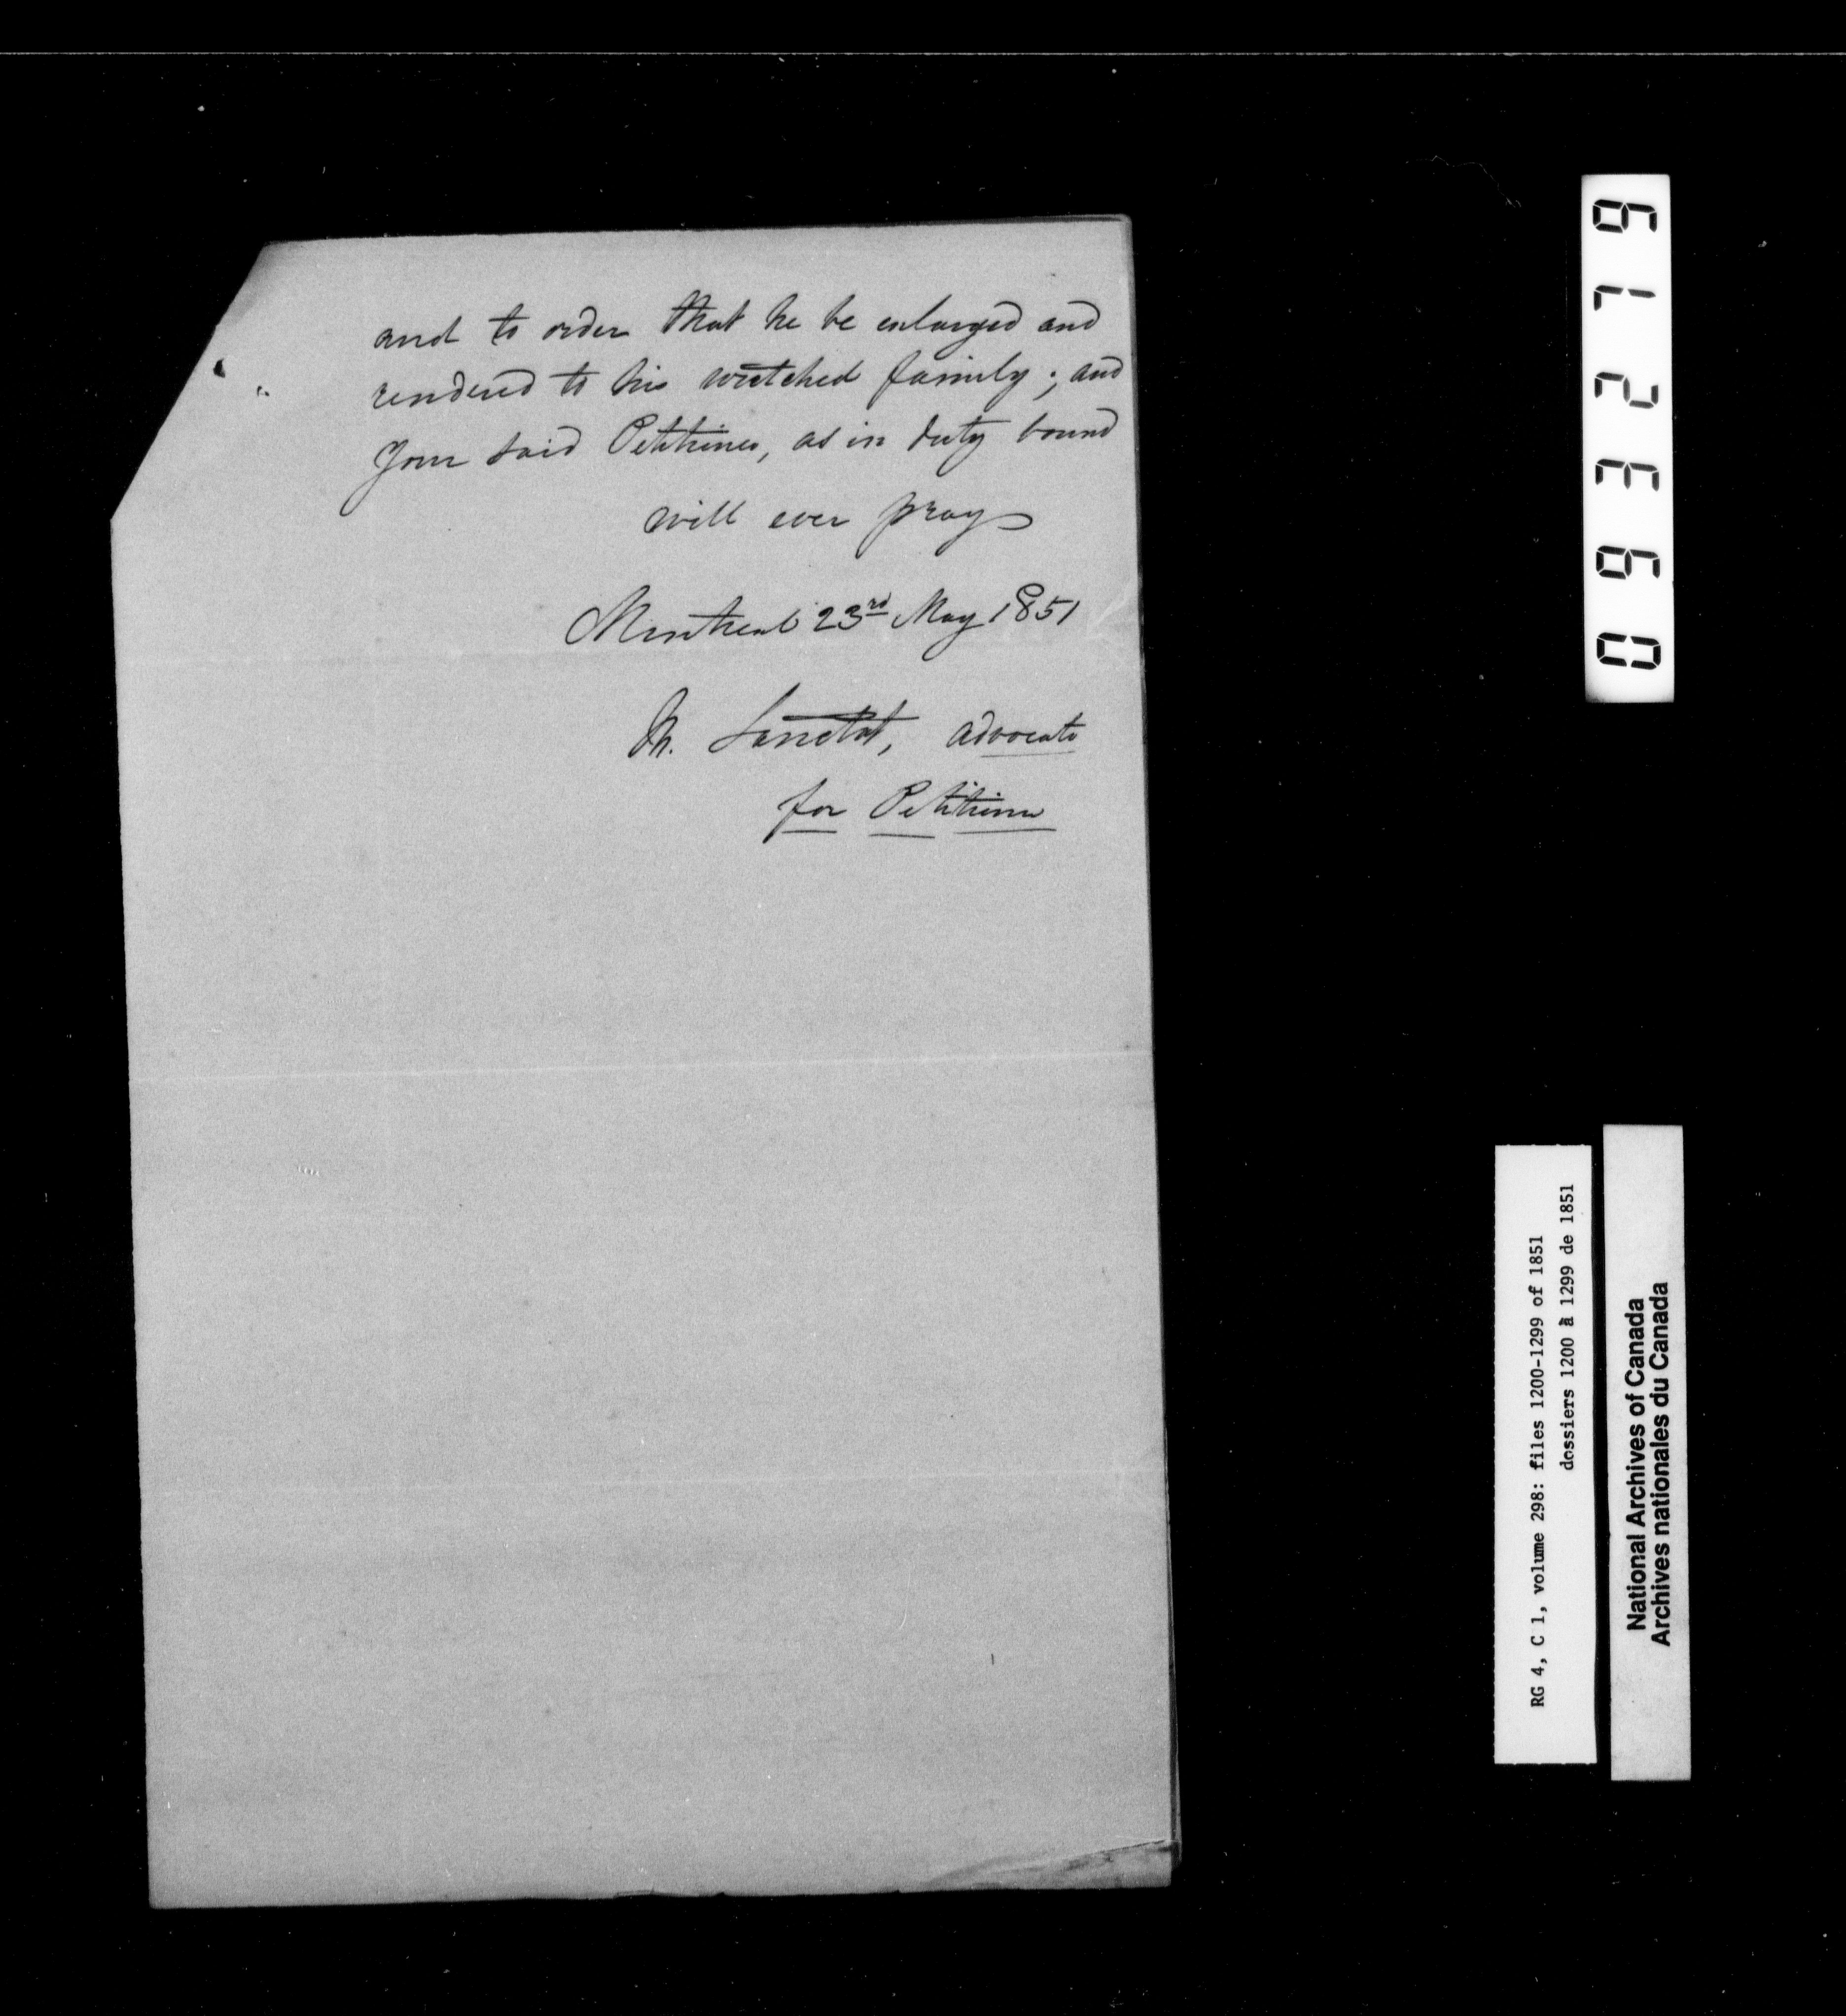 and to order that he be enlarged and
rendered to his wretched family; and
your said Petitioner, as in duty bound
will ever pray
Montreal 23rd May 1851
M. Lanctot, advocate
for Petitioner
093279
RG 4, C 1, volume 298: files 1200-1299 of 1851
dossiers 1200 à 1299 de 1851
National Archives of Canada
Archives nationales du Canada